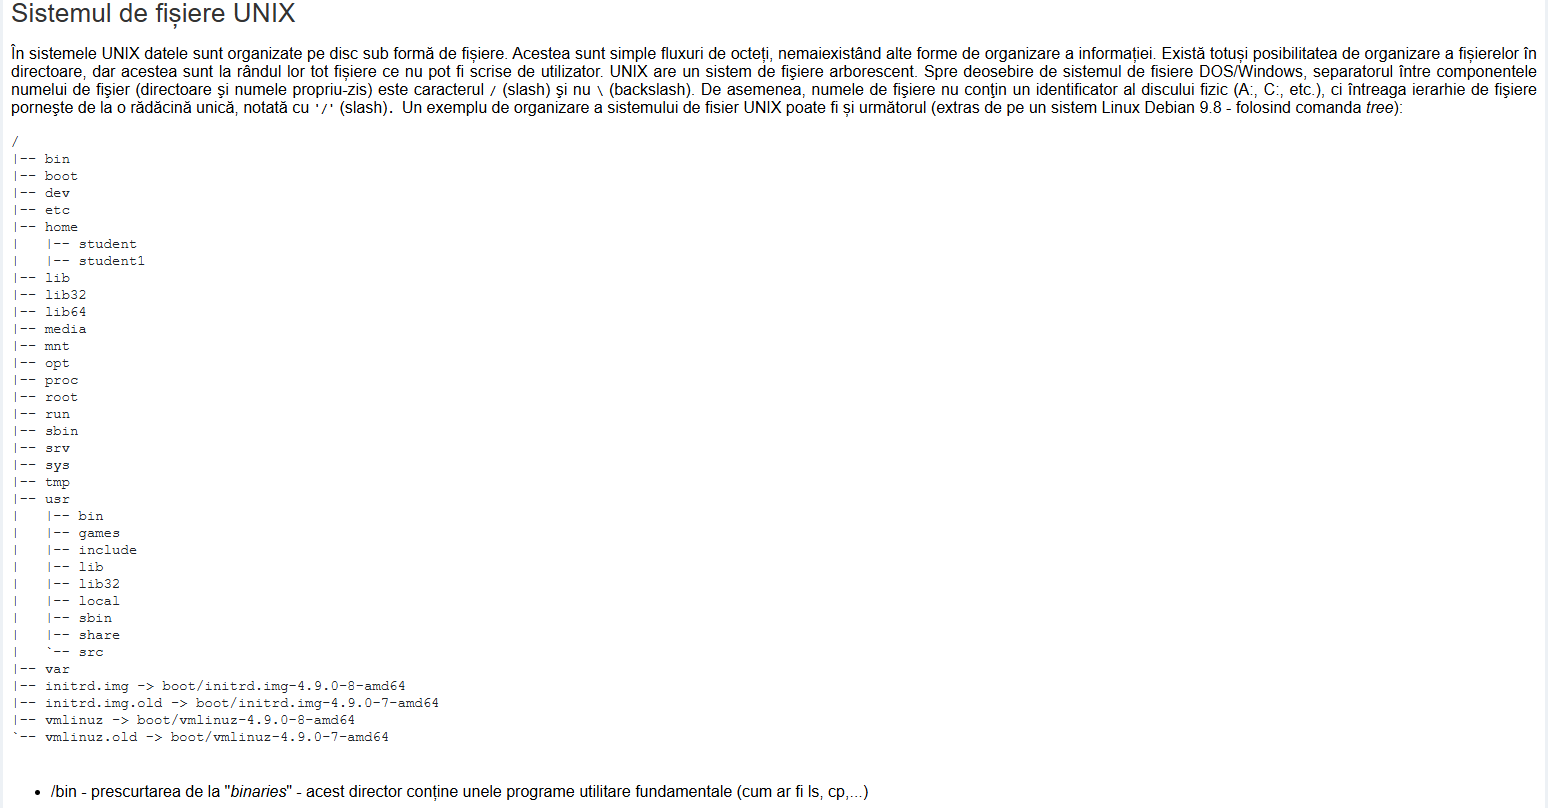 Sistemul de fișiere UNIX
În sistemele UNIX datele sunt organizate pe disc sub formă de fișiere. Acestea sunt simple fluxuri de octeți, nemaiexistând alte forme de organizare a informației. Există totuși posibilitatea de organizare a fișierelor în
directoare, dar acestea sunt la rândul lor tot fișiere ce nu pot fi scrise de utilizator. UNIX are un sistem de fişiere arborescent. Spre deosebire de sistemul de fisiere DOS/Windows, separatorul între componentele
numelui de fişier (directoare şi numele propriu-zis) este caracterul / (slash) şi nu \ (backslash). De asemenea, numele de fişiere nu conţin un identificator al discului fizic (A:, C:, etc.), ci întreaga ierarhie de fişiere
porneşte de la o rădăcină unică, notată cu '/' (slash). Un exemplu de organizare a sistemului de fisier UNIX poate fi și următorul (extras de pe un sistem Linux Debian 9.8 - folosind comanda tree):
/
|-- bin
|-- boot
|-- dev
|-- etc
|-- home
|   |-- student
|   |-- student1
|-- lib
|-- lib32
|-- lib64
|-- media
|-- mnt
|-- opt
|-- proc
|-- root
|-- run
|-- sbin
|-- srv
|-- sys
|-- tmp
|-- usr
|   |-- bin
|   |-- games
|   |-- include
|   |-- lib
|   |-- lib32
|   |-- local
|   |-- sbin
|   |-- share
|   `-- src
|-- var
|-- initrd.img -> boot/initrd.img-4.9.0-8-amd64
|-- initrd.img.old -> boot/initrd.img-4.9.0-7-amd64
|-- vmlinuz -> boot/vmlinuz-4.9.0-8-amd64
`-- vmlinuz.old -> boot/vmlinuz-4.9.0-7-amd64
• /bin - prescurtarea de la "binaries" - acest director conține unele programe utilitare fundamentale (cum ar fi ls, cp,...)